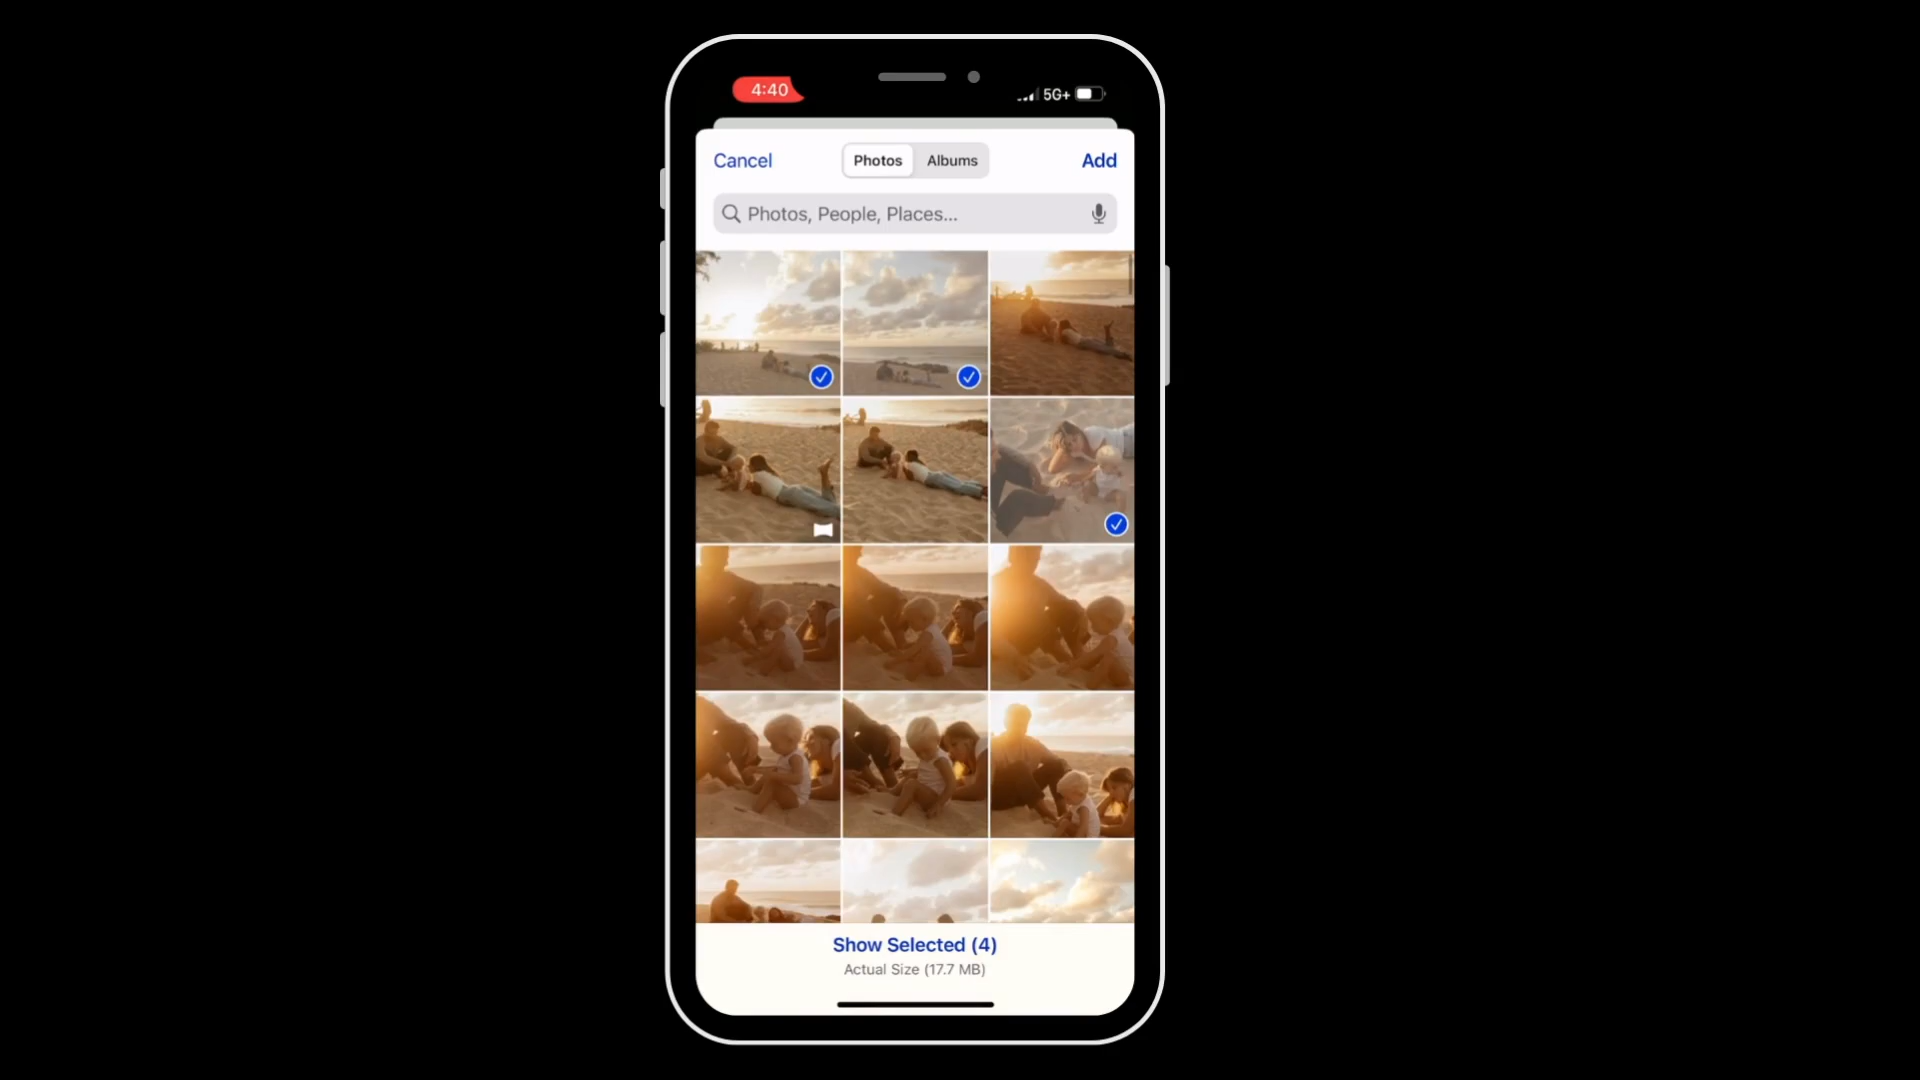 4:40
5G+
Cancel
Photos
Albums
Add
Photos, People, Places...
Show Selected (4)
Actual Size (17.7 MB)